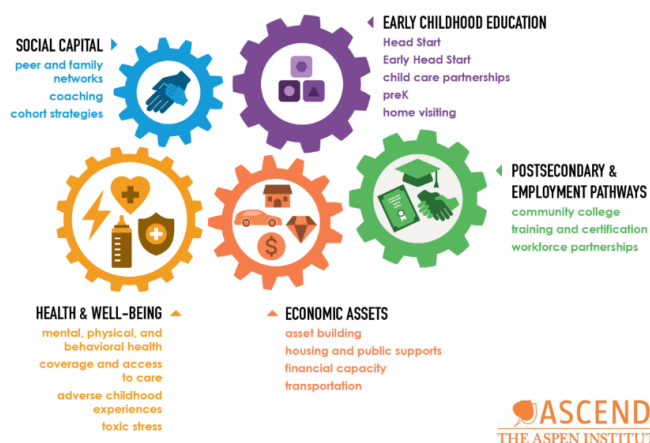 SOCIAL CAPITAL
peer and family
networks
coaching
cohort strategies
EARLY CHILDHOOD EDUCATION
Head Start
Early Head Start
child care partnerships
preK
home visiting
POSTSECONDARY &
EMPLOYMENT PATHWAYS
community college
training and certification
workforce partnerships
HEALTH & WELL-BEING
mental, physical, and
behavioral health
coverage and access
to care
adverse childhood
experiences
toxic stress
ECONOMIC ASSETS
asset building
housing and public supports
financial capacity
transportation
$
ASCEND
THE ASPEN INSTITUT